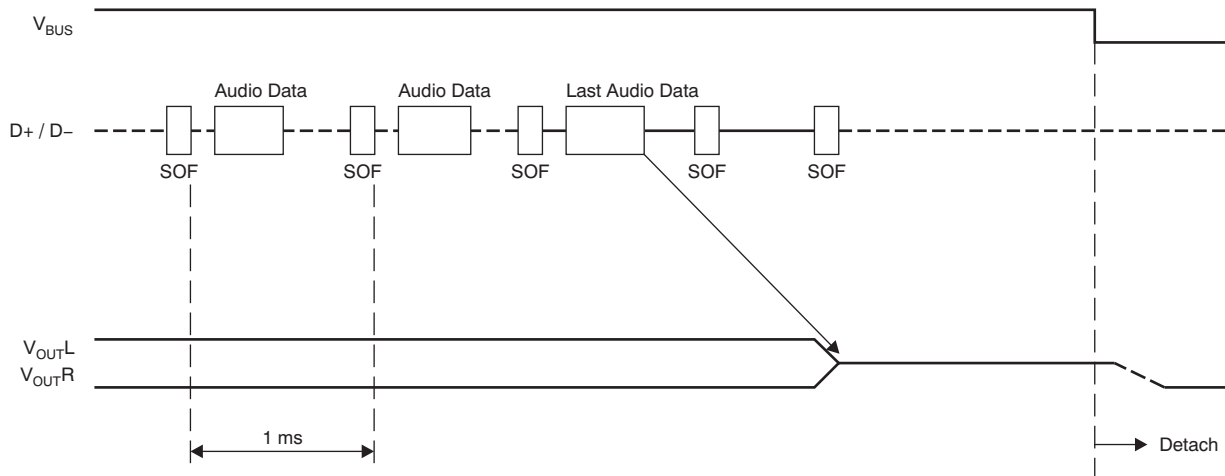 VBUS
Audio Data Audio Data Last Audio Data
D+ / D–
SOF SOF SOF SOF SOF
VOUTL
VOUTR
1 ms
Detach